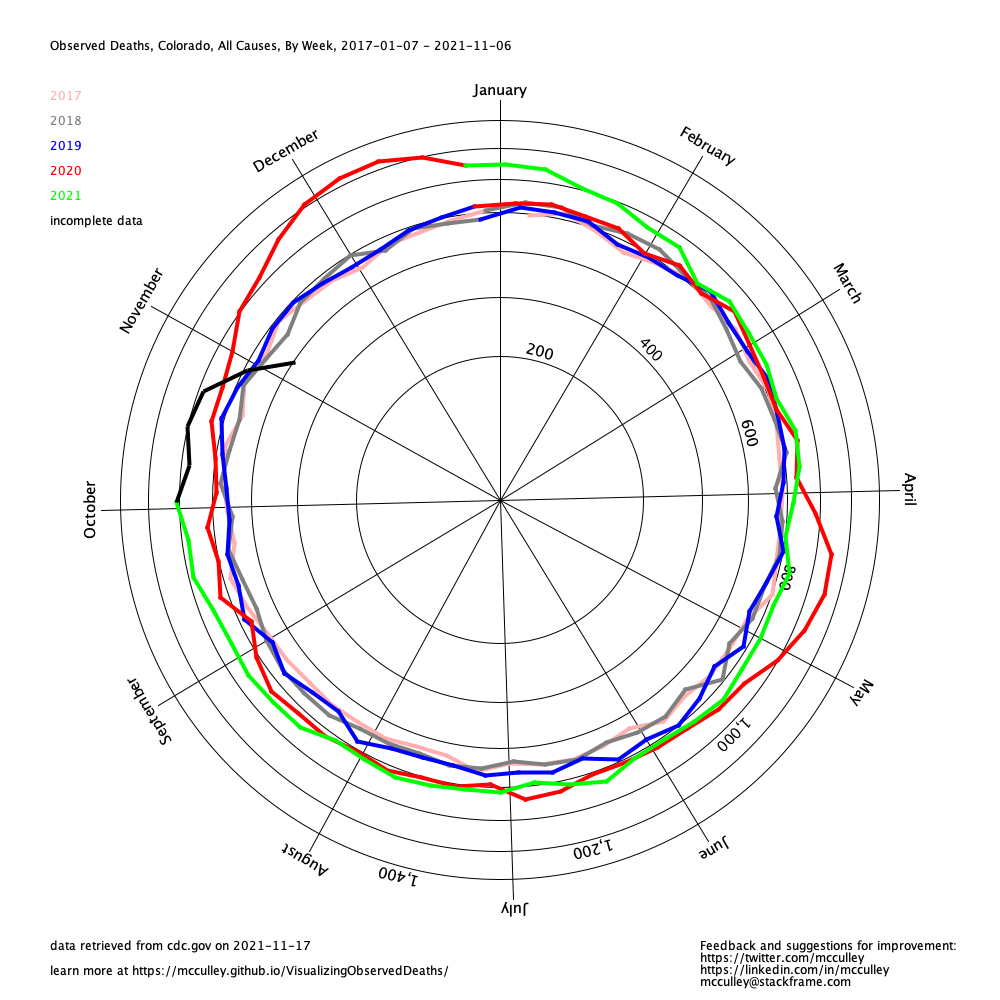 Observed Deaths, Colorado, All Causes, By Week, 2017-01-07 - 2021-11-06
2017
2018
2019
2020
2021
incomplete data
January
February
March
April
May
June
July
August
September
October
November
December
200
400
600
800
1,000
1,200
1,400
data retrieved from cdc.gov on 2021-11-17
learn more at https://mcculley.github.io/VisualizingObservedDeaths/
Feedback and suggestions for improvement:
https://twitter.com/mcculley
https://linkedin.com/in/mcculley
mcculley@stackframe.com